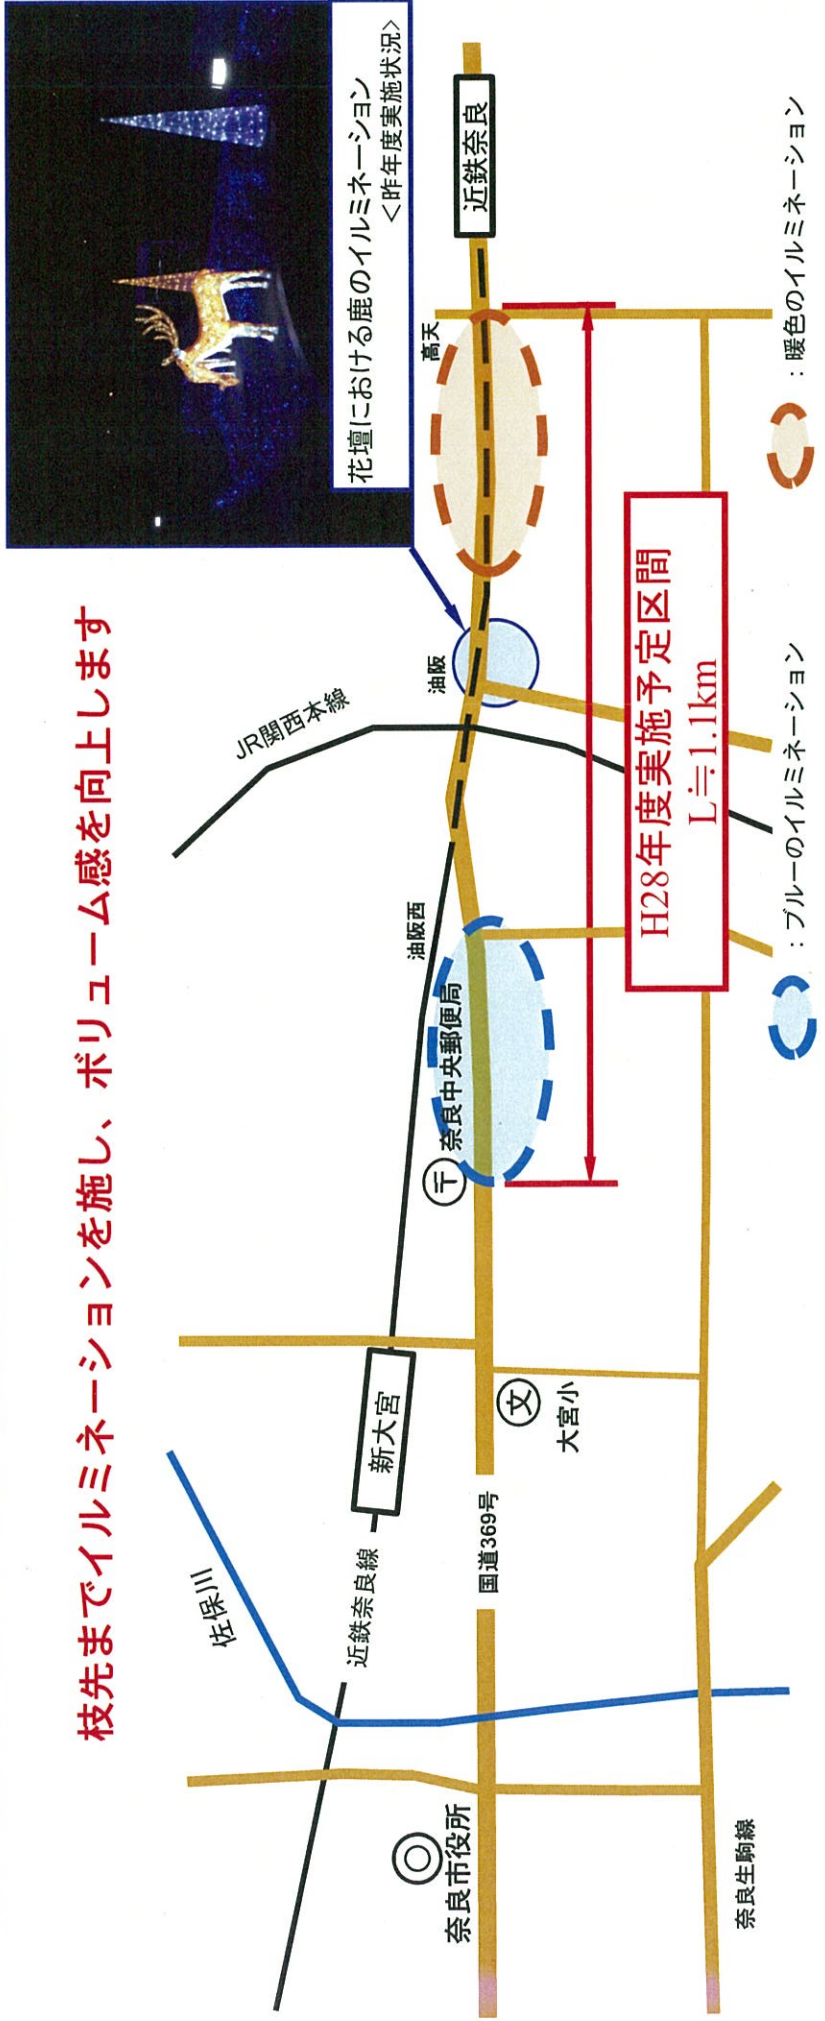 枝先までイルミネーションを施し、ボリューム感を向上します
花壇における鹿のイルミネーション
<昨年度実施状況>
JR関西本線
佐保川
近鉄奈良線
新大宮
油阪西
油阪
高天
近鉄奈良
奈良市役所
国道369号
〒
奈良中央郵便局
文
大宮小
H28年度実施予定区間
L≒1.1km
奈良生駒線
：ブルーのイルミネーション
：暖色のイルミネーション